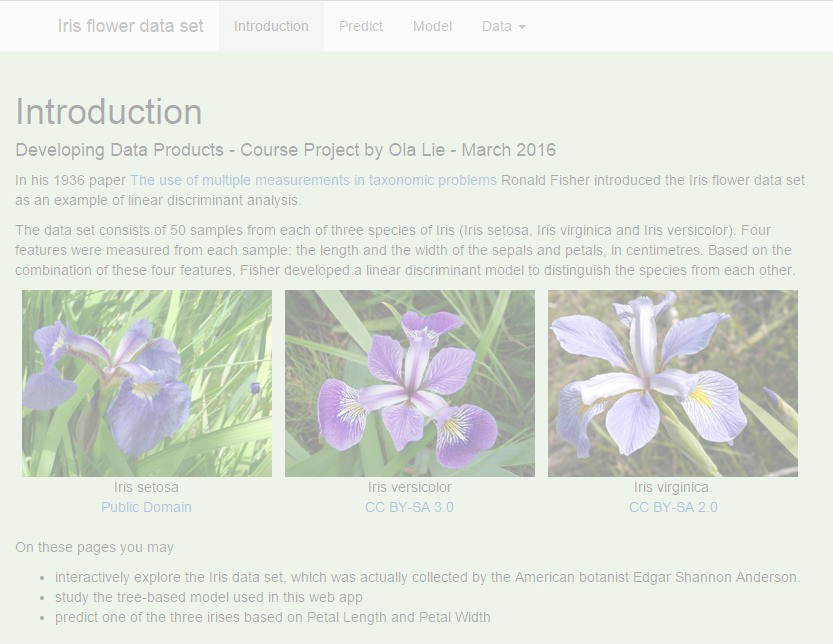 Iris flower data set Introduction Predict Model Data
Introduction
Developing Data Products - Course Project by Ola Lie - March 2016
In his 1936 paper The use of multiple measurements in taxonomic problems Ronald Fisher introduced the Iris flower data set
as an example of linear discriminant analysis.
The data set consists of 50 samples from each of three species of Iris (Iris setosa, Iris virginica and Iris versicolor). Four
features were measured from each sample: the length and the width of the sepals and petals, in centimetres. Based on the
combination of these four features, Fisher developed a linear discriminant model to distinguish the species from each other.
Iris setosa Iris versicolor Iris virginica.
Public Domain CC BY-SA 3.0 CC BY-SA 2.0
On these pages you may
• interactively explore the Iris data set, which was actually collected by the American botanist Edgar Shannon Anderson.
• study the tree-based model used in this web app
• predict one of the three irises based on Petal Length and Petal Width